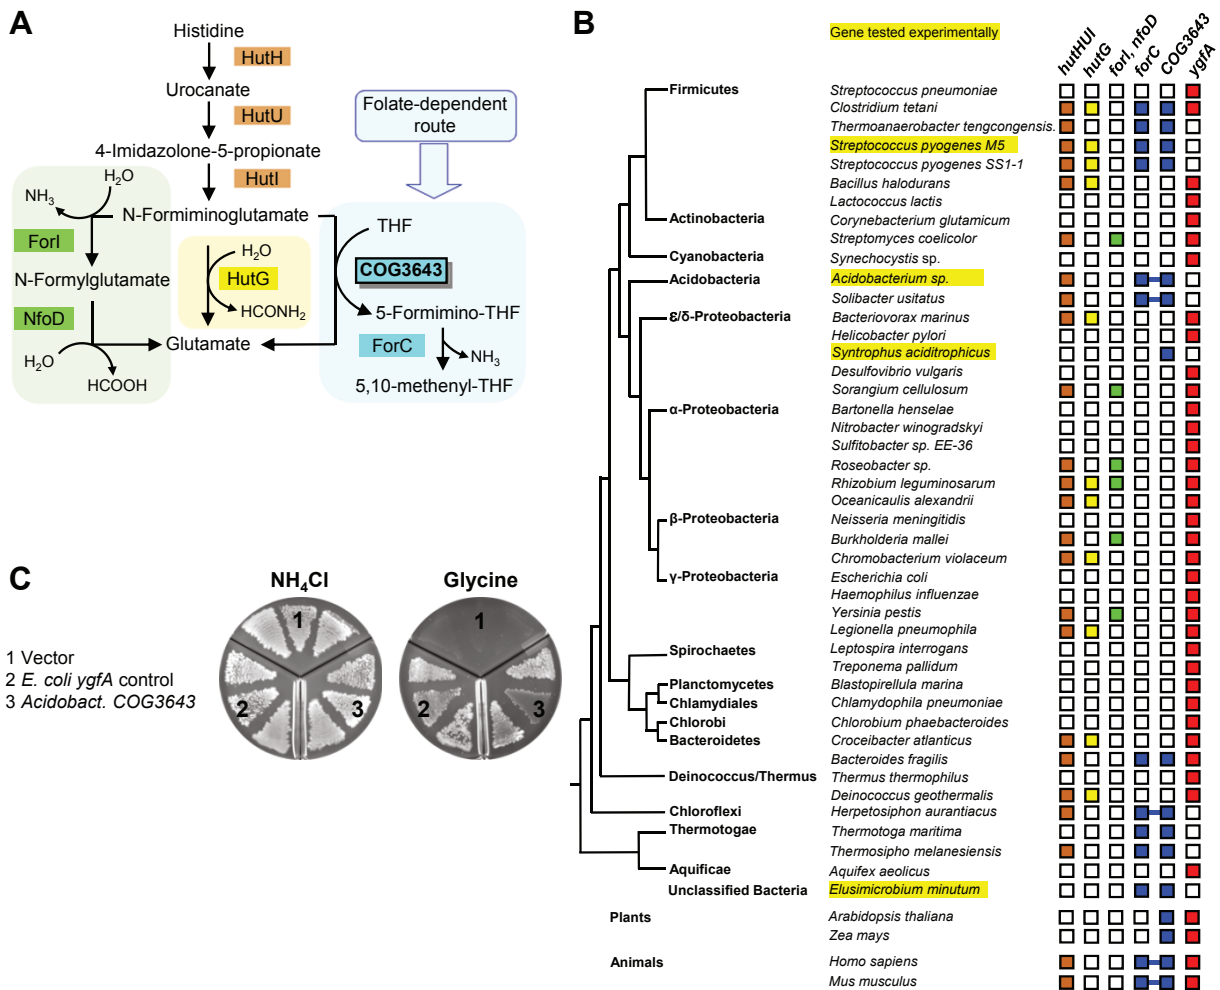 A
Histidine
HutH
Urocanate
HutU
4-Imidazolone-5-propionate
HutI
Folate-dependent
route
H₂O
NH₃
N-Formiminoglutamate
THF
ForI
H₂O
HutG
COG3643
N-Formylglutamate
HCONH₂
5-Formimino-THF
NfoD
Glutamate
ForC
NH₃
H₂O
HCOOH
5,10-methenyl-THF
B
Gene tested experimentally
hutHUI
hutG
forI, nfoD
forC
COG3643
ygfA
Firmicutes
Streptococcus pneumoniae
Clostridium tetani
Thermoanaerobacter tengcongensis.
Streptococcus pyogenes M5
Streptococcus pyogenes SS1-1
Bacillus halodurans
Lactococcus lactis
Actinobacteria
Corynebacterium glutamicum
Streptomyces coelicolor
Cyanobacteria
Synechocystis sp.
Acidobacteria
Acidobacterium sp.
Solibacter usitatus
ε/δ-Proteobacteria
Bacteriovorax marinus
Helicobacter pylori
Syntrophus aciditrophicus
Desulfovibrio vulgaris
Sorangium cellulosum
α-Proteobacteria
Bartonella henselae
Nitrobacter winogradskyi
Sulfitobacter sp. EE-36
Roseobacter sp.
Rhizobium leguminosarum
Oceanicaulis alexandrii
β-Proteobacteria
Neisseria meningitidis
Burkholderia mallei
Chromobacterium violaceum
γ-Proteobacteria
Escherichia coli
Haemophilus influenzae
Yersinia pestis
Legionella pneumophila
Spirochaetes
Leptospira interrogans
Treponema pallidum
Planctomycetes
Blastopirellula marina
Chlamydiales
Chlamydophila pneumoniae
Chlorobi
Chlorobium phaebacteroides
Bacteroidetes
Croceibacter atlanticus
Bacteroides fragilis
Deinococcus/Thermus
Thermus thermophilus
Deinococcus geothermalis
Chloroflexi
Herpetosiphon aurantiacus
Thermotogae
Thermotoga maritima
Thermosipho melanesiensis
Aquificae
Aquifex aeolicus
Unclassified Bacteria
Elusimicrobium minutum
Plants
Arabidopsis thaliana
Zea mays
Animals
Homo sapiens
Mus musculus
C
NH₄Cl
Glycine
1 Vector
2 E. coli ygfA control
3 Acidobact. COG3643
1
2
3
1
2
3